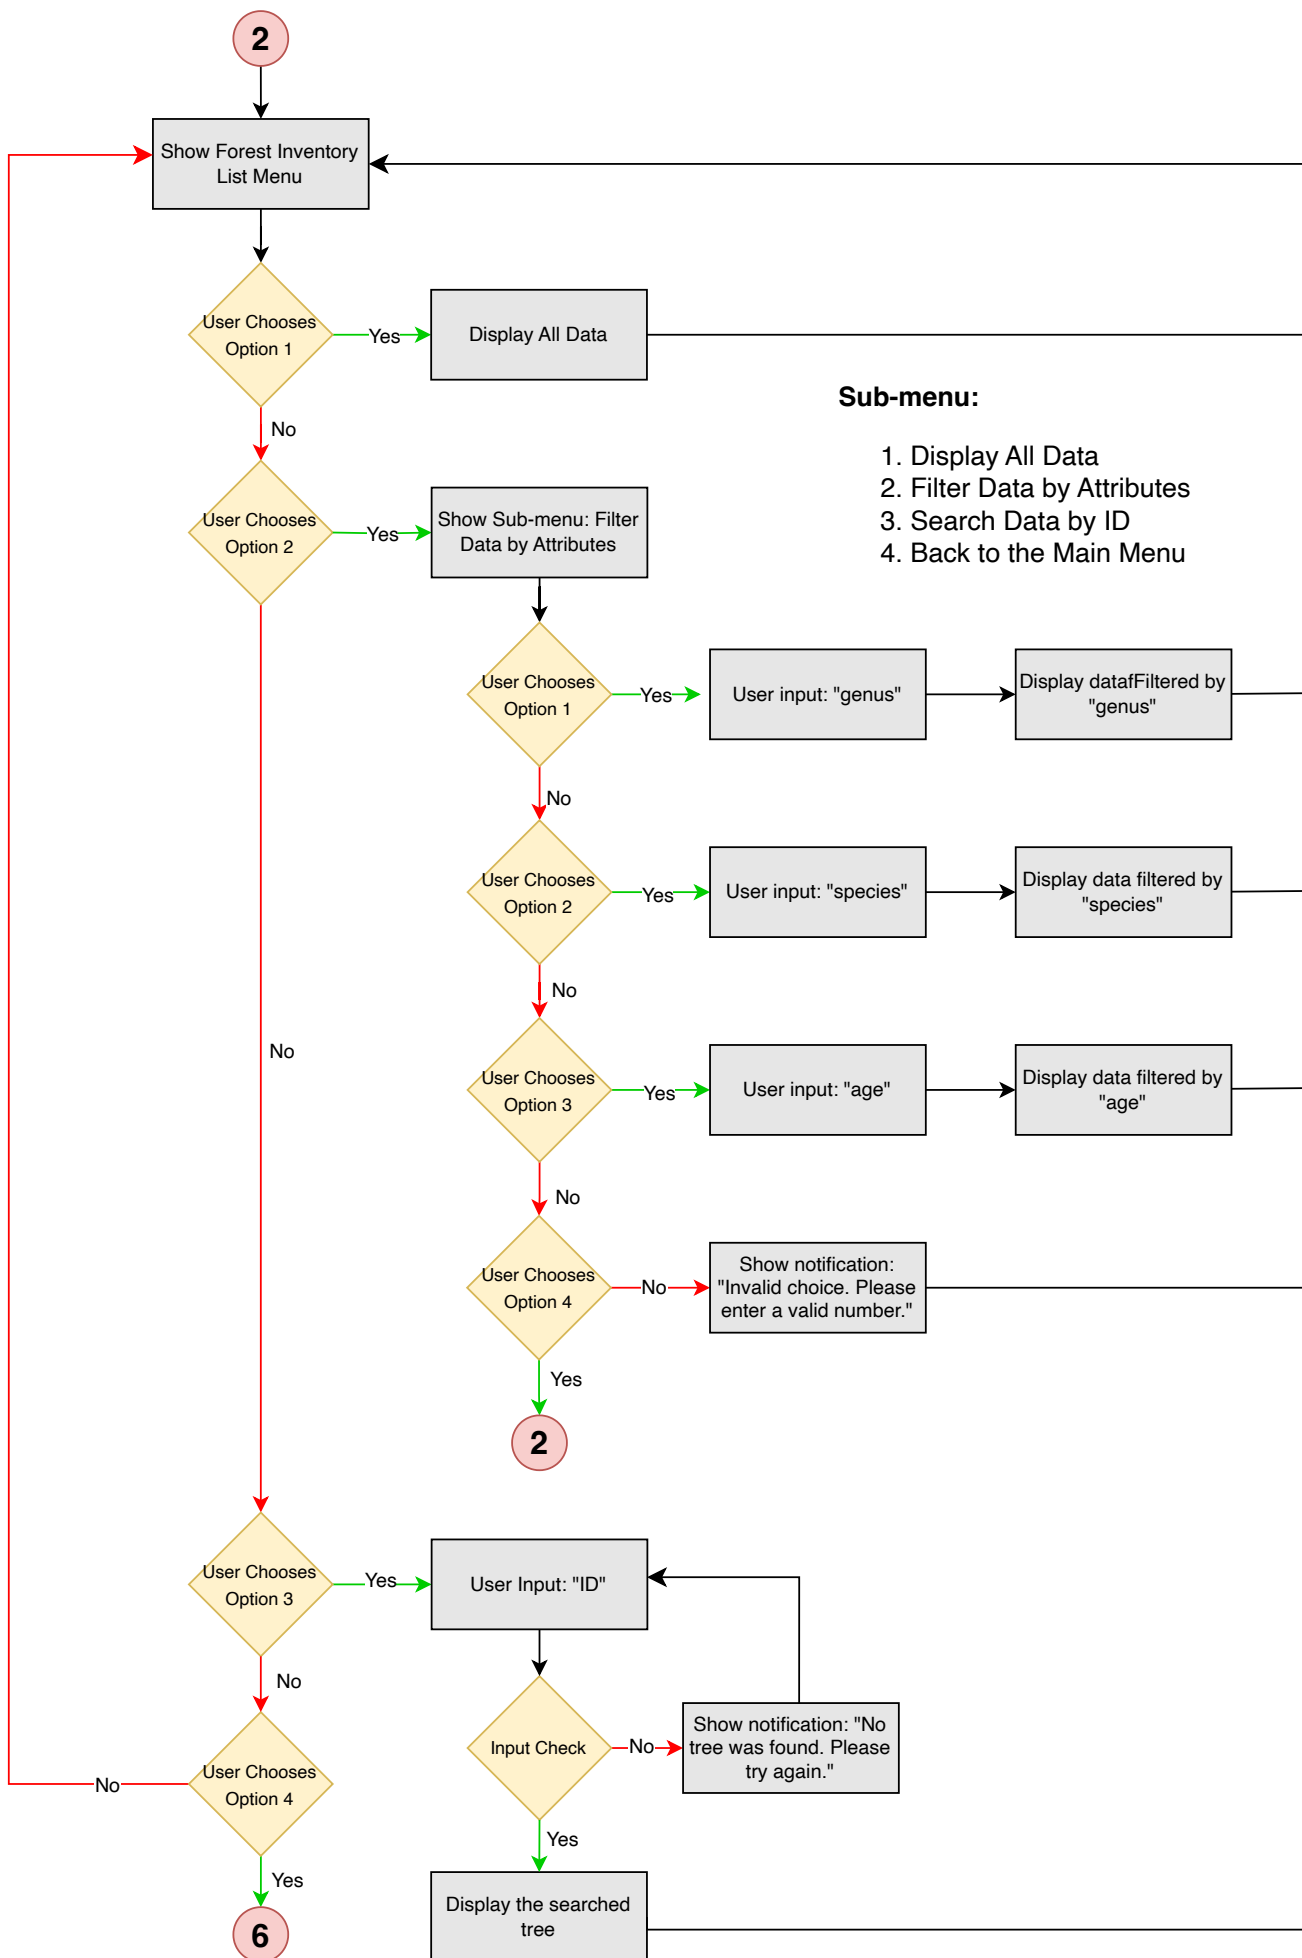 2
Show Forest Inventory
List Menu
User Chooses
Option 1
Yes
Display All Data
No
Sub-menu:
1. Display All Data
2. Filter Data by Attributes
3. Search Data by ID
4. Back to the Main Menu
User Chooses
Option 2
Yes
Show Sub-menu: Filter
Data by Attributes
User Chooses
Option 1
Yes
User input: "genus"
Display datafFiltered by
"genus"
No
User Chooses
Option 2
Yes
User input: "species"
Display data filtered by
"species"
No
No
User Chooses
Option 3
Yes
User input: "age"
Display data filtered by
"age"
No
User Chooses
Option 4
No
Show notification:
"Invalid choice. Please
enter a valid number."
Yes
2
User Chooses
Option 3
Yes
User Input: "ID"
No
Input Check
No
Show notification: "No
tree was found. Please
try again."
User Chooses
Option 4
No
Yes
Yes
Display the searched
tree
6